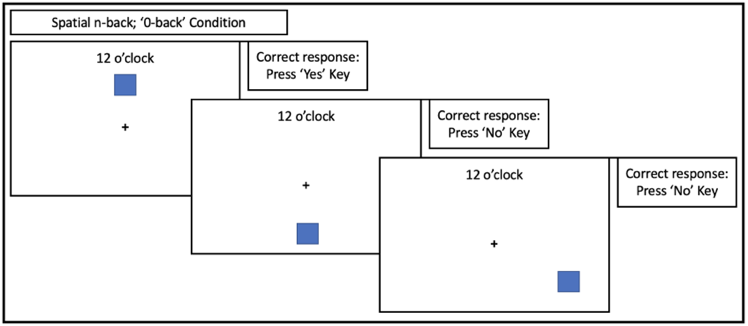 Spatial n-back; ‘0-back’ Condition
12 o’clock
Correct response:
Press ‘Yes’ Key
12 o’clock
Correct response:
Press ‘No’ Key
12 o’clock
Correct response:
Press ‘No’ Key